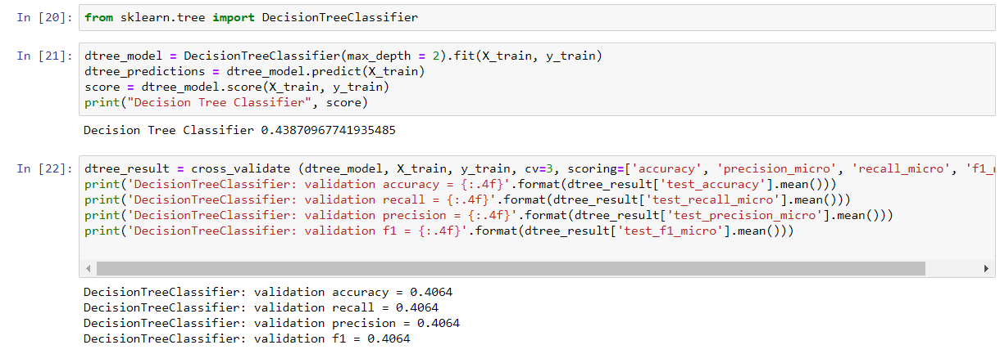 In [20]: from sklearn.tree import DecisionTreeClassifier
In [21]: dtree_model = DecisionTreeClassifier(max_depth = 2).fit(X_train, y_train)
dtree_predictions = dtree_model.predict(X_train)
score = dtree_model.score(X_train, y_train)
print("Decision Tree Classifier", score)
Decision Tree Classifier 0.43870967741935485
In [22]: dtree_result = cross_validate (dtree_model, X_train, y_train, cv=3, scoring=['accuracy', 'precision_micro', 'recall_micro', 'f1_
print('DecisionTreeClassifier: validation accuracy = {:.4f}'.format(dtree_result['test_accuracy'].mean()))
print('DecisionTreeClassifier: validation recall = {:.4f}'.format(dtree_result['test_recall_micro'].mean()))
print('DecisionTreeClassifier: validation precision = {:.4f}'.format(dtree_result['test_precision_micro'].mean()))
print('DecisionTreeClassifier: validation f1 = {:.4f}'.format(dtree_result['test_f1_micro'].mean()))
DecisionTreeClassifier: validation accuracy = 0.4064
DecisionTreeClassifier: validation recall = 0.4064
DecisionTreeClassifier: validation precision = 0.4064
DecisionTreeClassifier: validation f1 = 0.4064